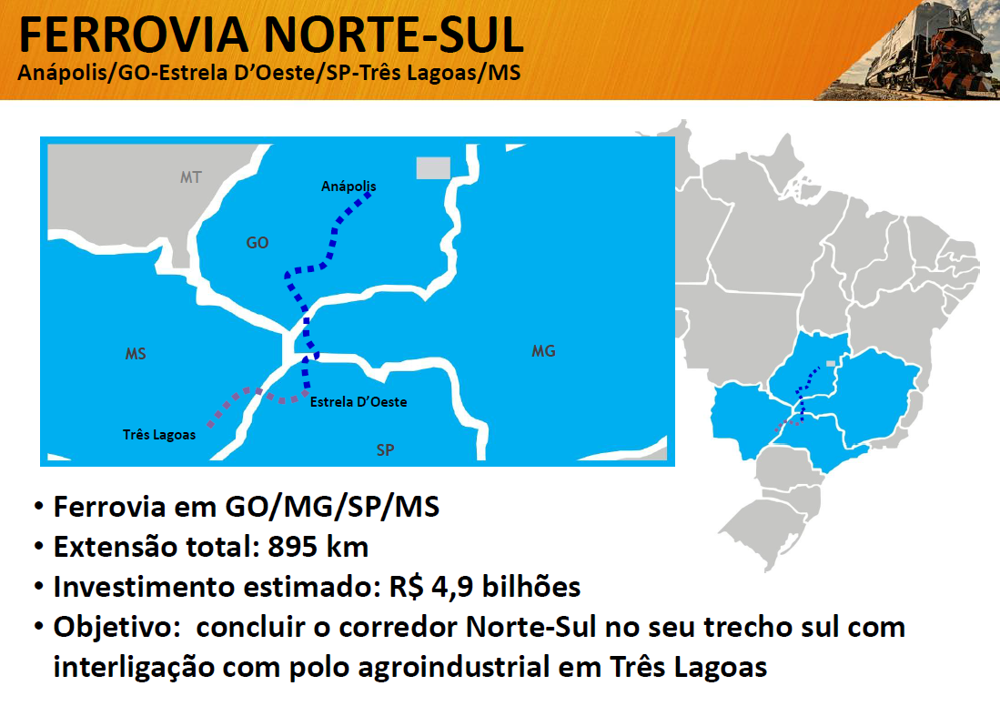 FERROVIA NORTE-SUL
Anápolis/GO-Estrela D’Oeste/SP-Três Lagoas/MS
MT
Anápolis
GO
MS
MG
Estrela D’Oeste
Três Lagoas
SP
• Ferrovia em GO/MG/SP/MS
• Extensão total: 895 km
• Investimento estimado: R$ 4,9 bilhões
• Objetivo: concluir o corredor Norte-Sul no seu trecho sul com
interligação com polo agroindustrial em Três Lagoas